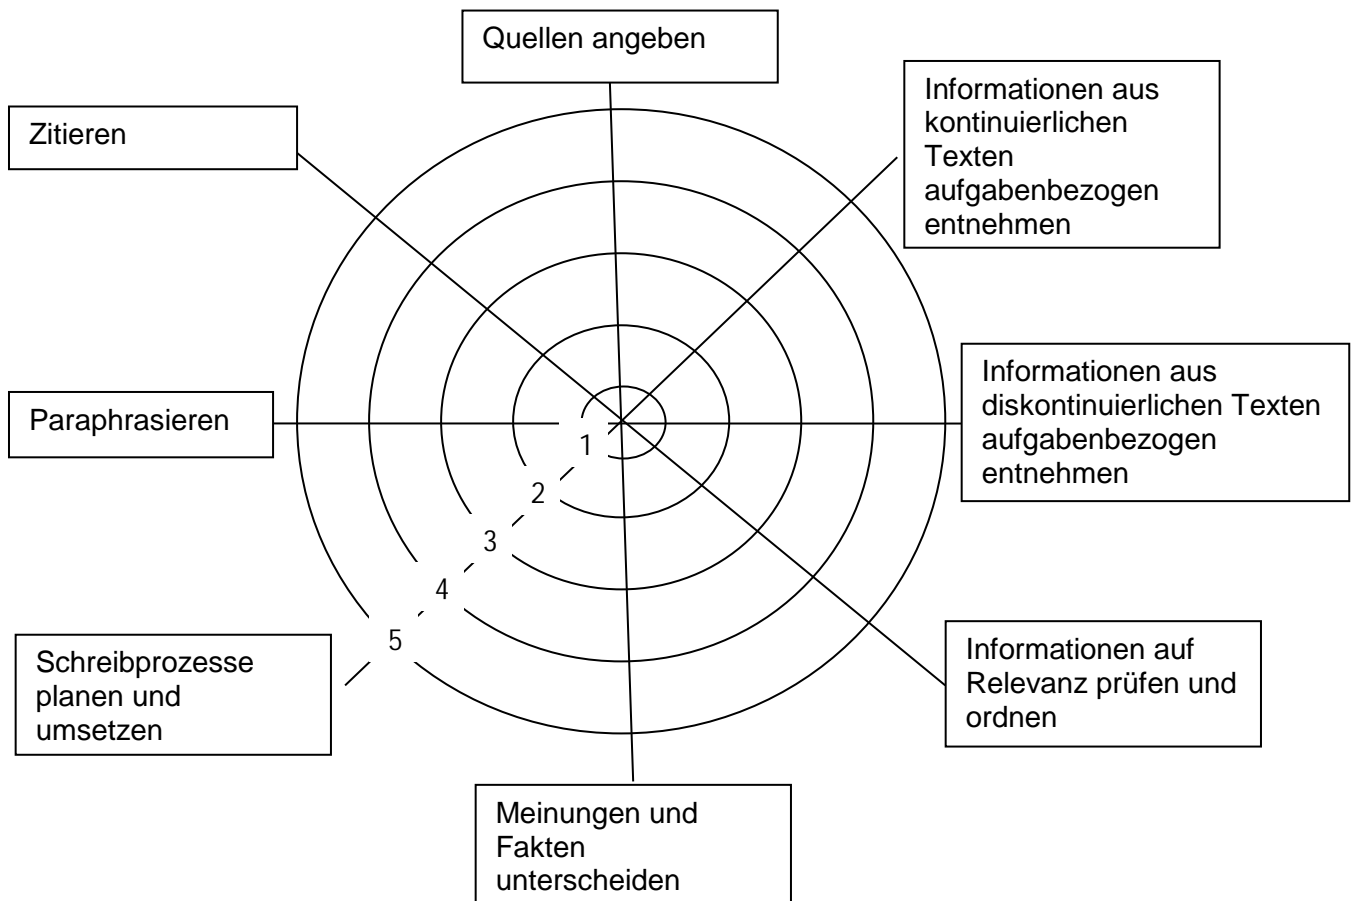 Quellen angeben
Informationen aus
kontinuierlichen
Texten
aufgabenbezogen
entnehmen
Zitieren
Informationen aus
diskontinuierlichen Texten
aufgabenbezogen
entnehmen
Paraphrasieren
1
2
3
4
5
Informationen auf
Relevanz prüfen und
ordnen
Schreibprozesse
planen und
umsetzen
Meinungen und
Fakten
unterscheiden